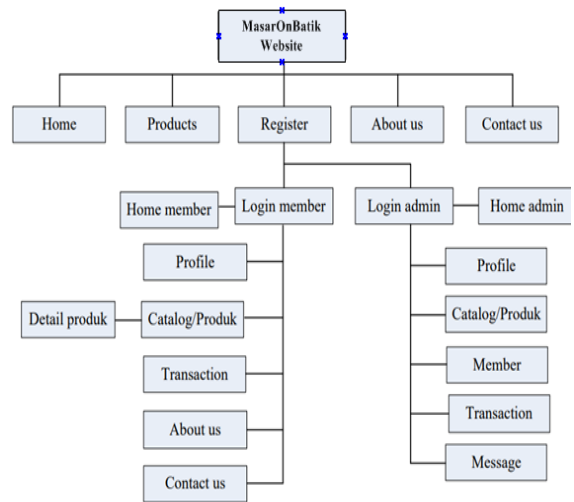 MasarOnBatik
Website
Home
Products
Register
About us
Contact us
Home member
Login member
Login admin
Home admin
Profile
Profile
Detail produk
Catalog/Produk
Catalog/Produk
Transaction
Member
About us
Transaction
Contact us
Message